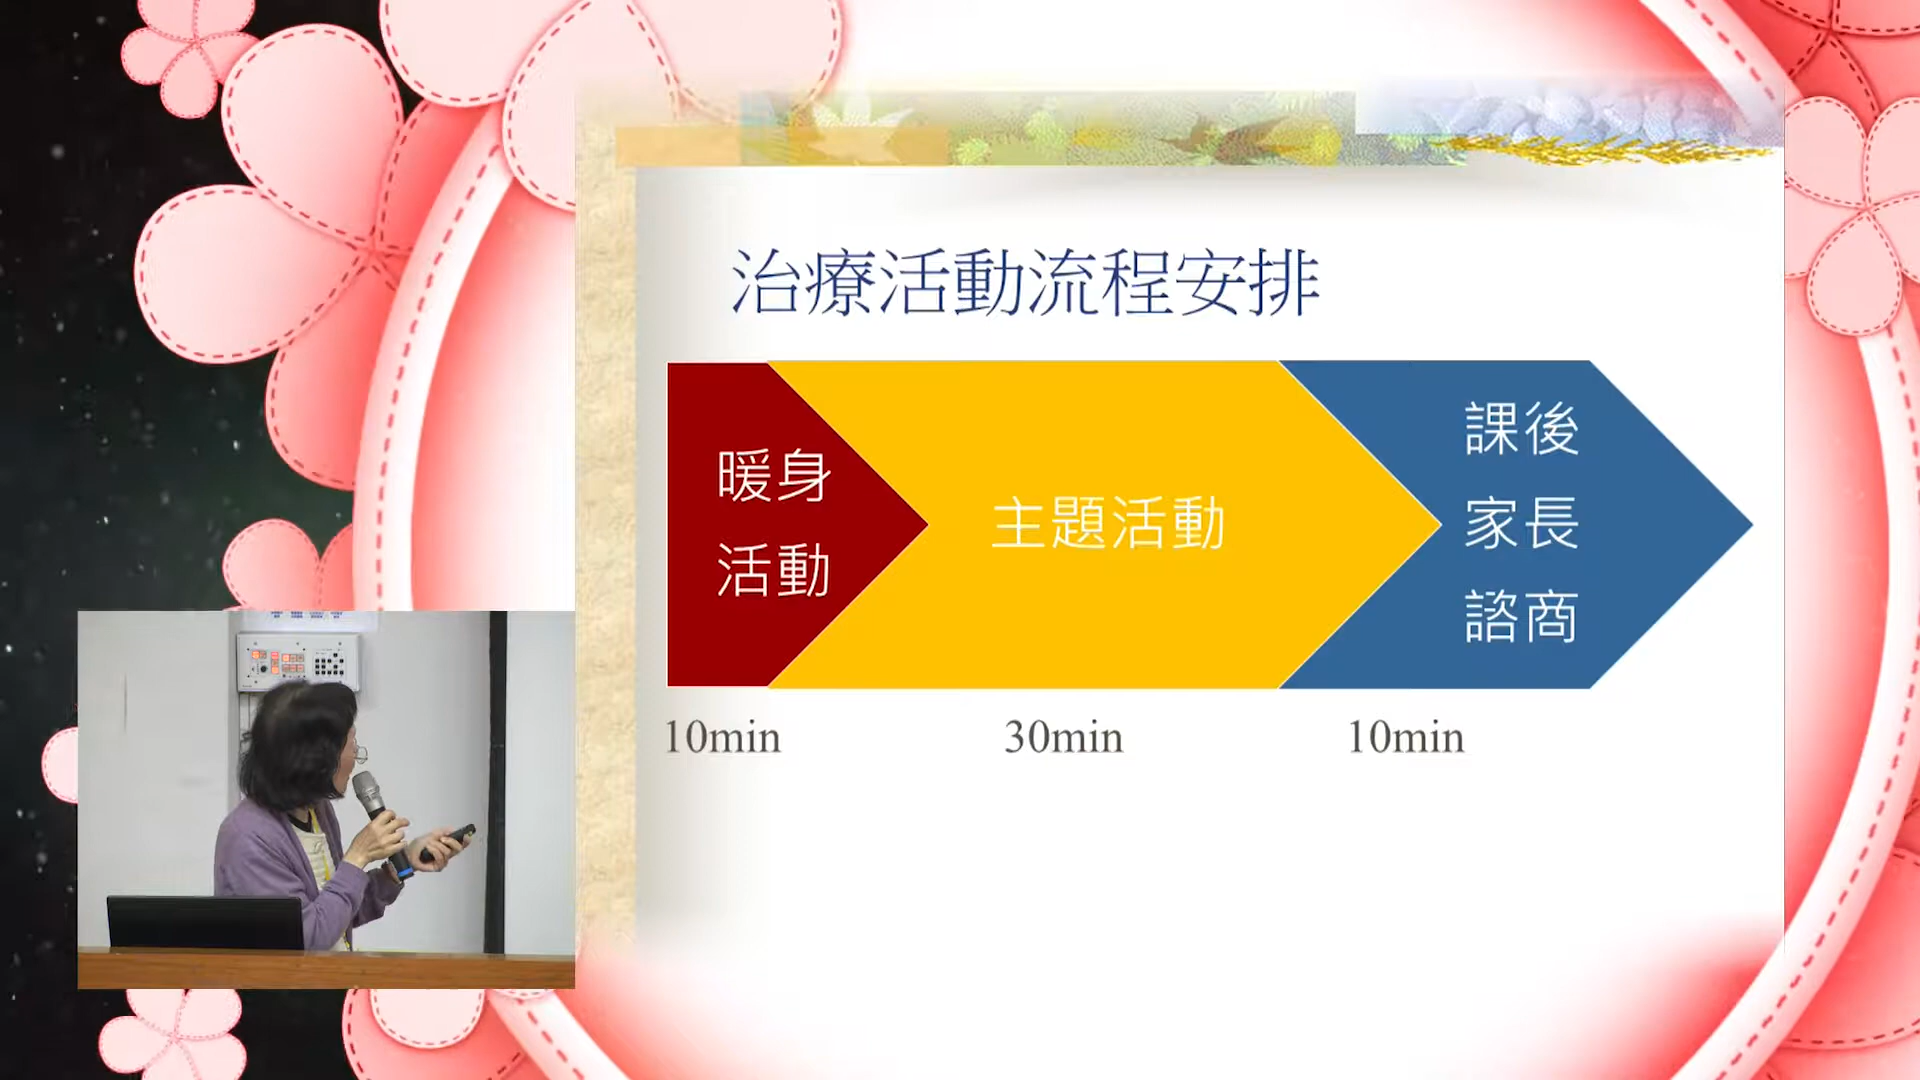 治療活動流程安排
暖身
活動
主題活動
課後
家長
諮商
10min
30min
10min